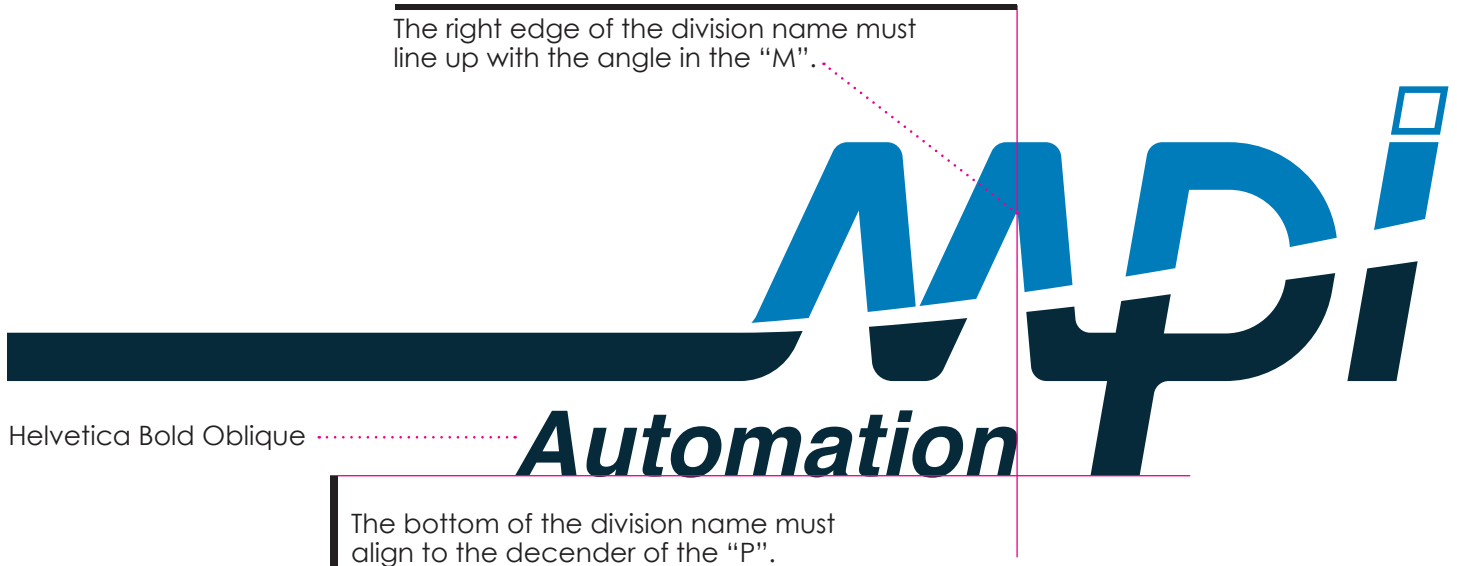 The right edge of the division name must
line up with the angle in the “M”.
MPi
Helvetica Bold Oblique
Automation
The bottom of the division name must
align to the decender of the “P”.